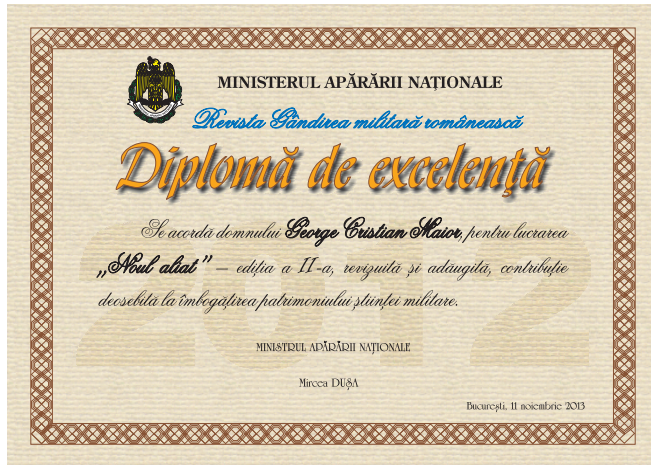 MINISTERUL APĂRĂRII NAȚIONALE
Revista Gândirea militară românească
Diplomă de excelență
Se acordă domnului George Cristian Maior, pentru lucrarea
„Noul aliat” – ediția a II-a, revizuită și adăugită, contribuție
deosebită la îmbogățirea patrimoniului științei militare.
2012
MINISTRUL APĂRĂRII NAȚIONALE
Mircea DUȘA
București, 11 noiembrie 2013